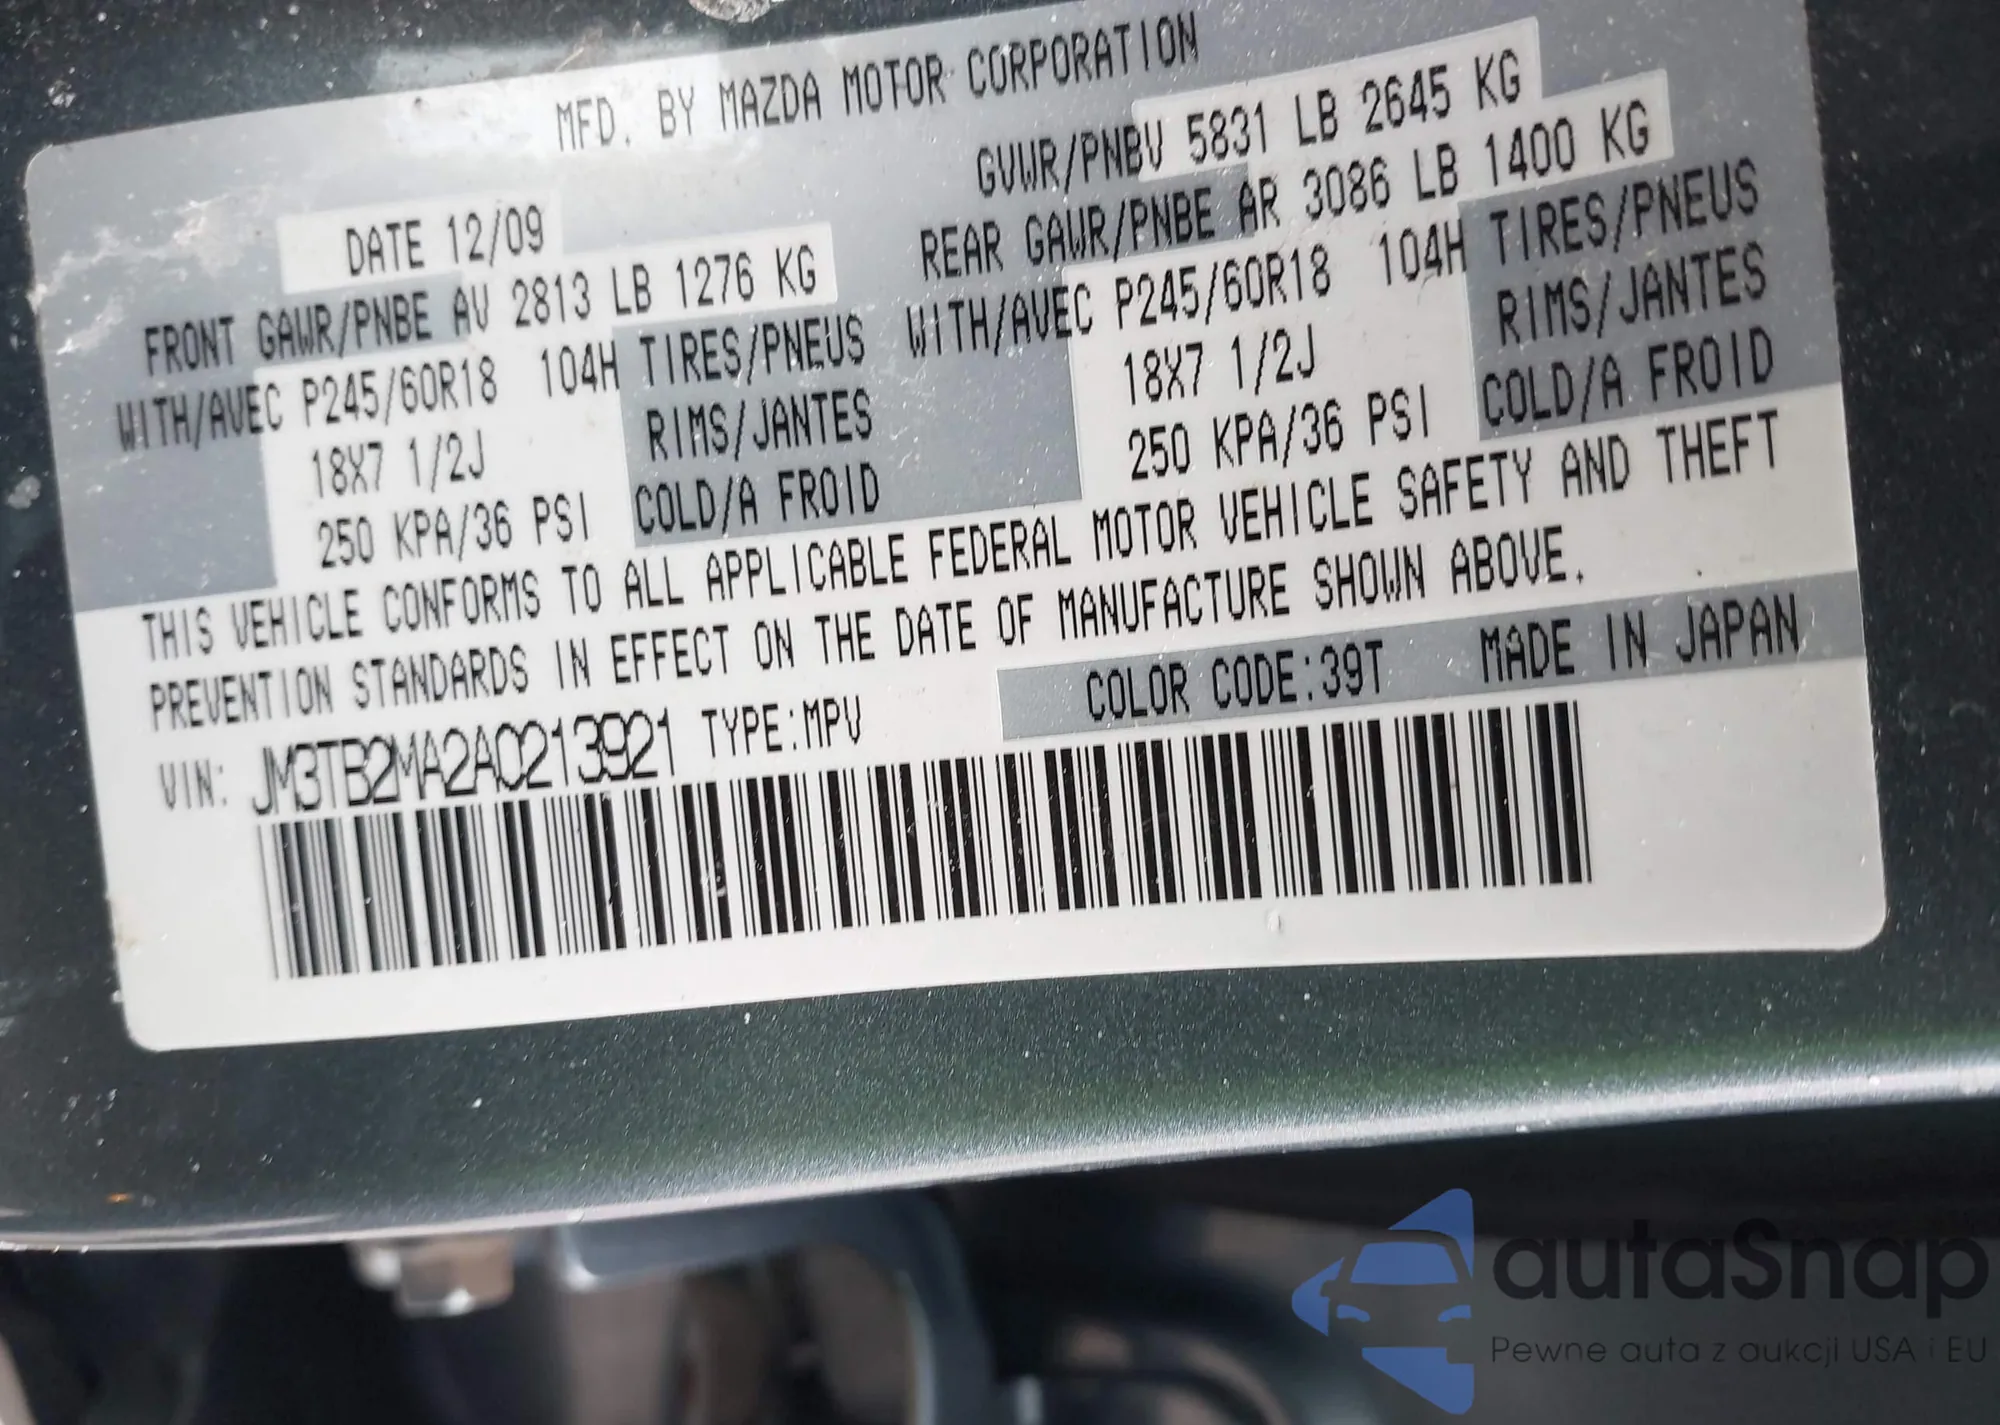 MFD. BY MAZDA MOTOR CORPORATION
DATE 12/09
GVWR/PNBV 5831 LB 2645 KG
FRONT GAWR/PNBE AV 2813 LB 1276 KG
WITH/AVEC P245/60R18 104H TIRES/PNEUS
18X7 1/2J RIMS/JANTES
250 KPA/36 PSI COLD/A FROID
REAR GAWR/PNBE AR 3086 LB 1400 KG
WITH/AVEC P245/60R18 104H TIRES/PNEUS
18X7 1/2J RIMS/JANTES
250 KPA/36 PSI COLD/A FROID
THIS VEHICLE CONFORMS TO ALL APPLICABLE FEDERAL MOTOR VEHICLE SAFETY AND THEFT
PREVENTION STANDARDS IN EFFECT ON THE DATE OF MANUFACTURE SHOWN ABOVE.
COLOR CODE:39T MADE IN JAPAN
VIN: JM3TB2MA2A0213921 TYPE:MPV
autaSnap
Pewne auta z aukcji USA i EU